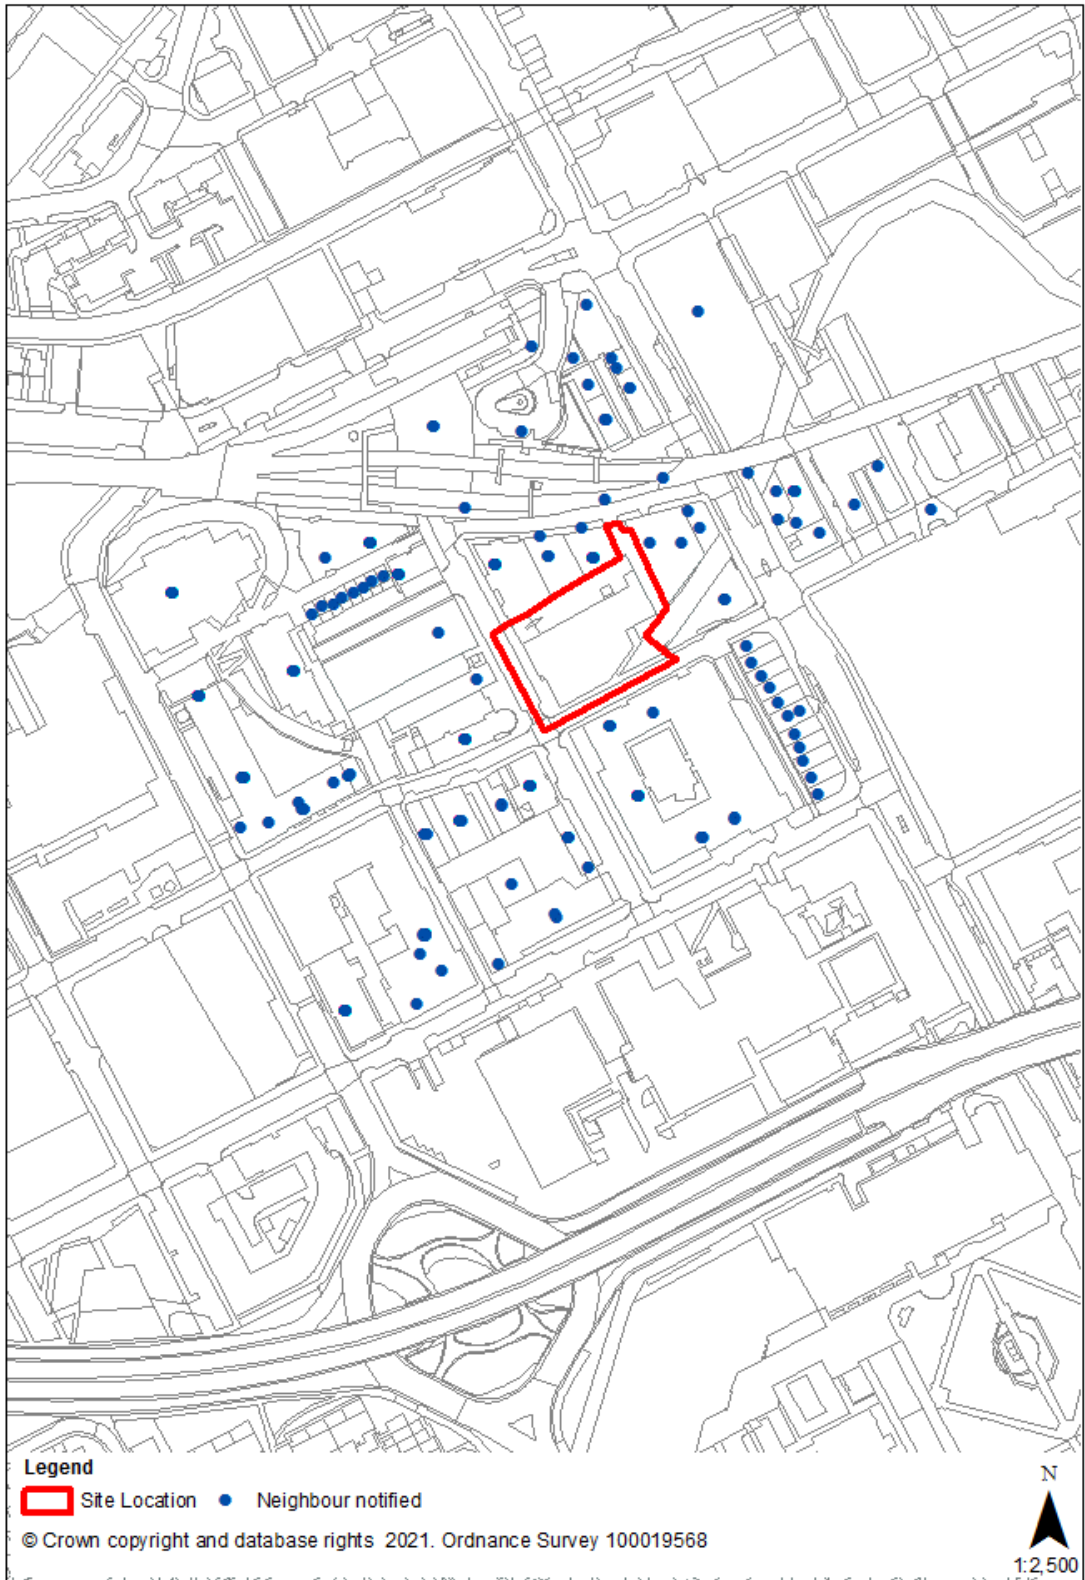 Legend
Site Location Neighbour notified
N
© Crown copyright and database rights 2021. Ordnance Survey 100019568
1:2,500